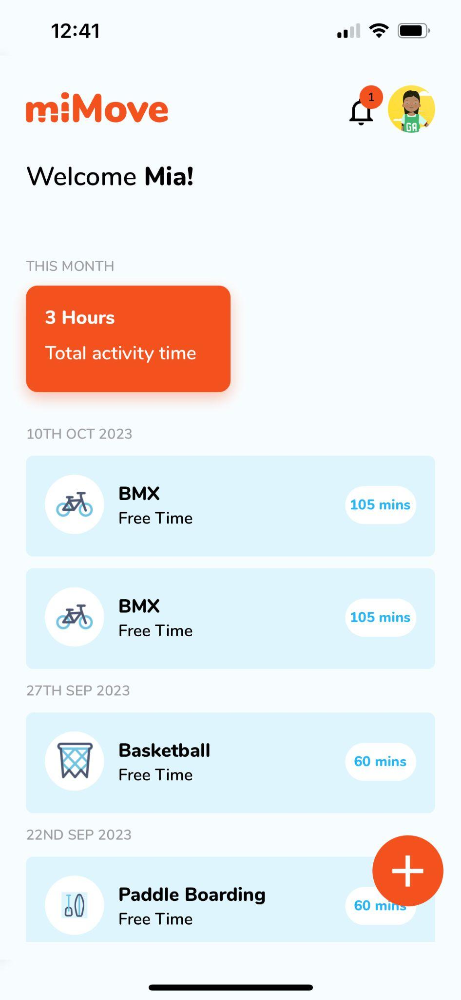 12:41
miMove
1
GA
Welcome Mia!
THIS MONTH
3 Hours
Total activity time
10TH OCT 2023
BMX
Free Time
105 mins
BMX
Free Time
105 mins
27TH SEP 2023
Basketball
Free Time
60 mins
22ND SEP 2023
Paddle Boarding
Free Time
60 mins